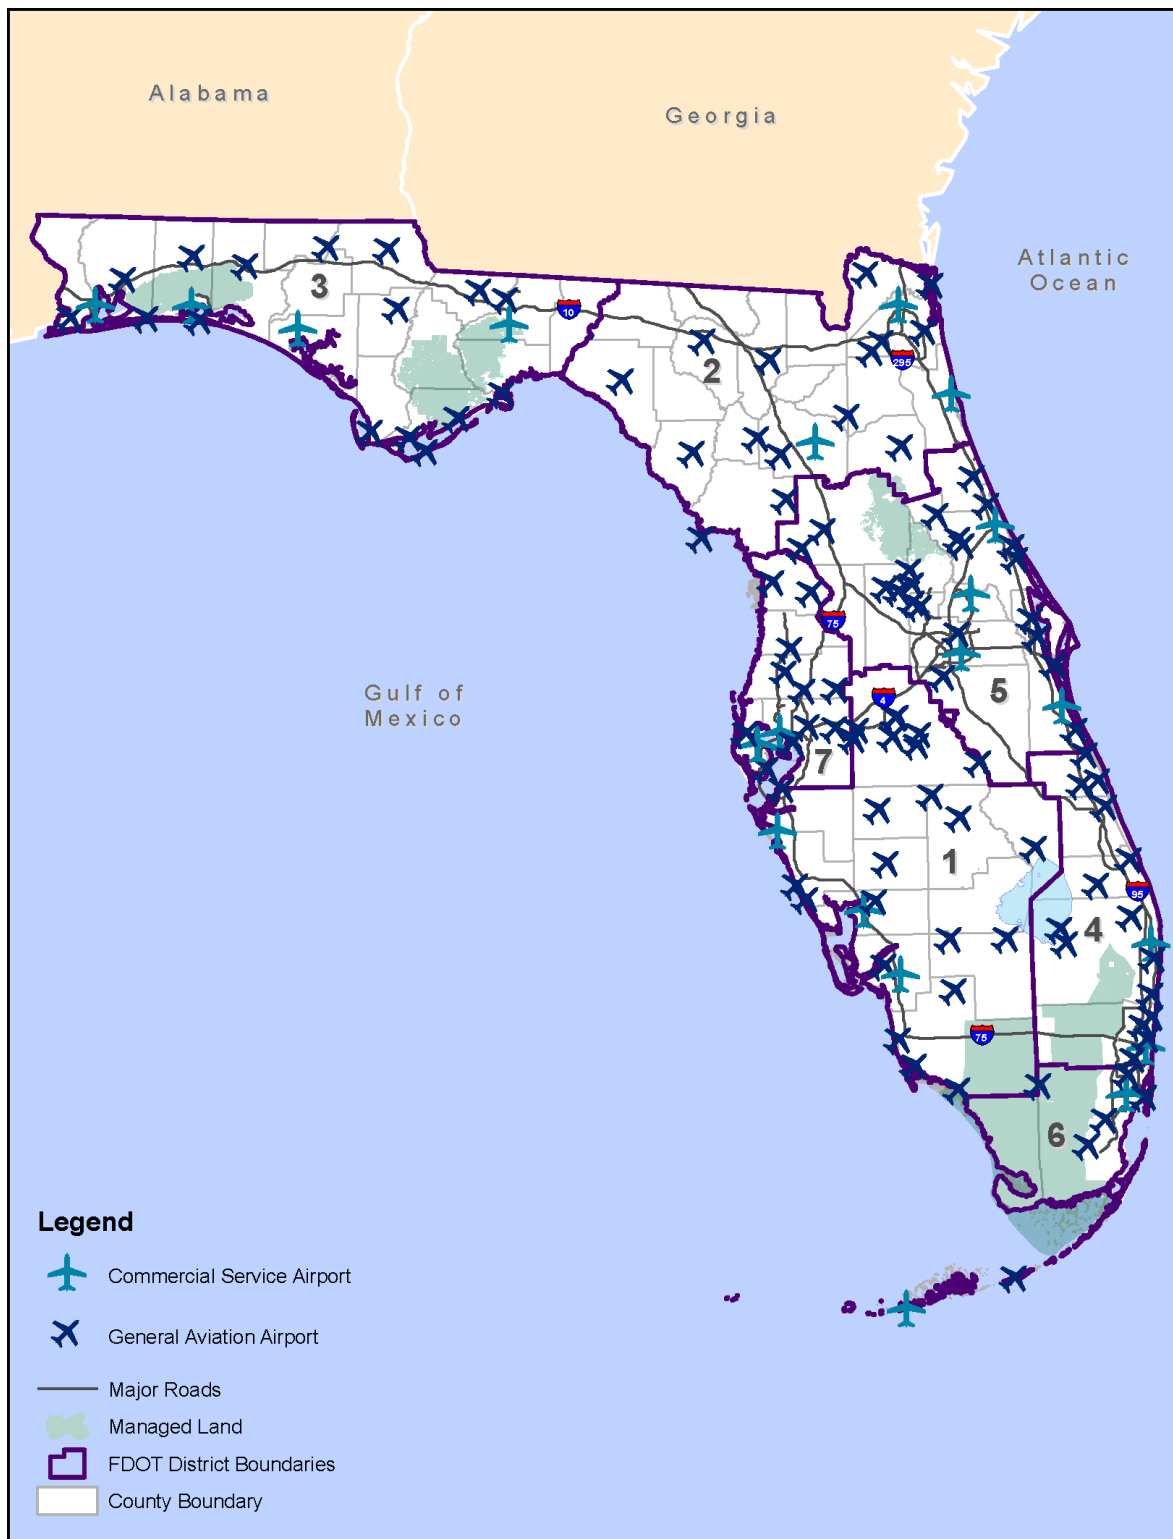 Alabama
Georgia
Atlantic
Ocean
3
10
2
295
75
Gulf of
Mexico
5
4
7
1
95
4
75
6
Legend
Commercial Service Airport
General Aviation Airport
Major Roads
Managed Land
FDOT District Boundaries
County Boundary